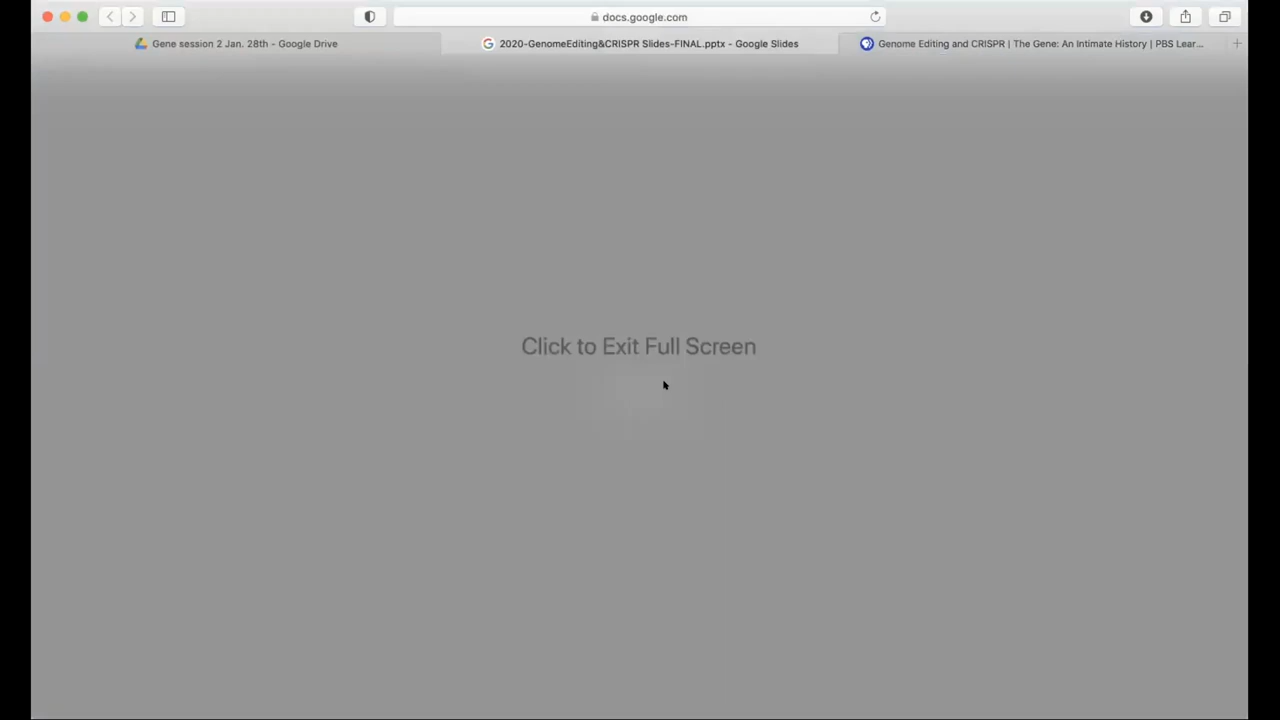 docs.google.com
Gene session 2 Jan. 28th - Google Drive
2020-GenomeEditing&CRISPR Slides-FINAL.pptx - Google Slides
Genome Editing and CRISPR | The Gene: An Intimate History | PBS Lear...
Click to Exit Full Screen